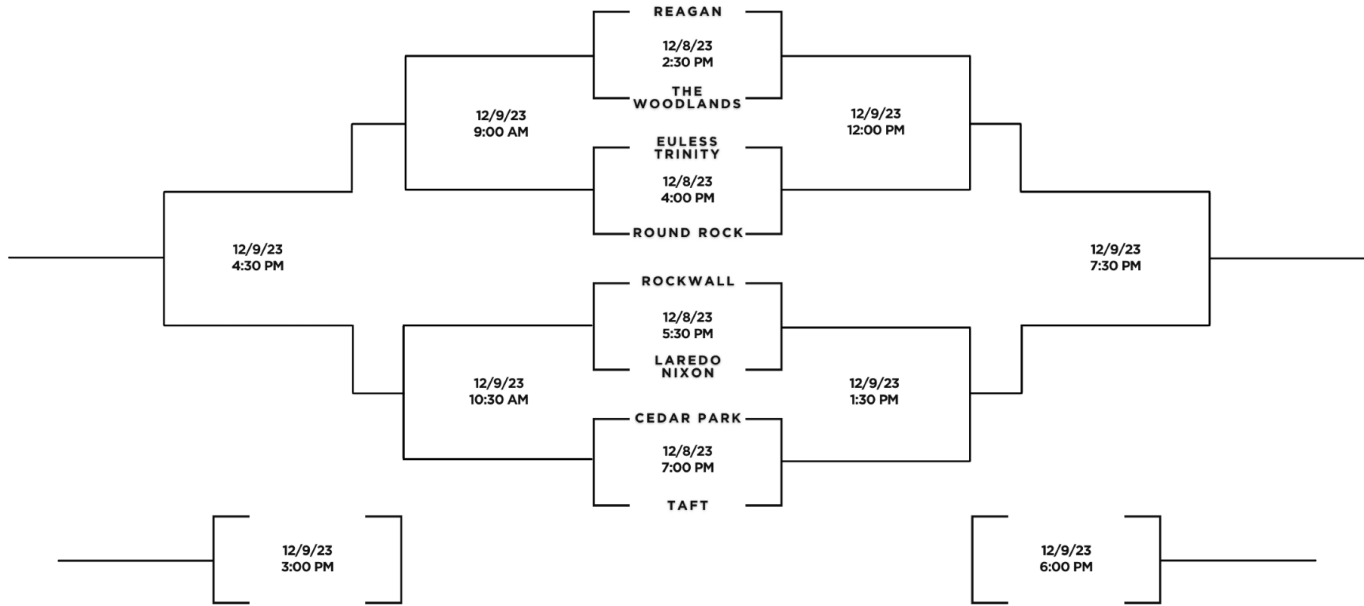 REAGAN
12/8/23
2:30 PM
THE
WOODLANDS
12/9/23
9:00 AM
12/9/23
12:00 PM
EULESS
TRINITY
12/8/23
4:00 PM
ROUND ROCK
12/9/23
4:30 PM
12/9/23
7:30 PM
ROCKWALL
12/8/23
5:30 PM
LAREDO
NIXON
12/9/23
10:30 AM
12/9/23
1:30 PM
CEDAR PARK
12/8/23
7:00 PM
TAFT
12/9/23
3:00 PM
12/9/23
6:00 PM